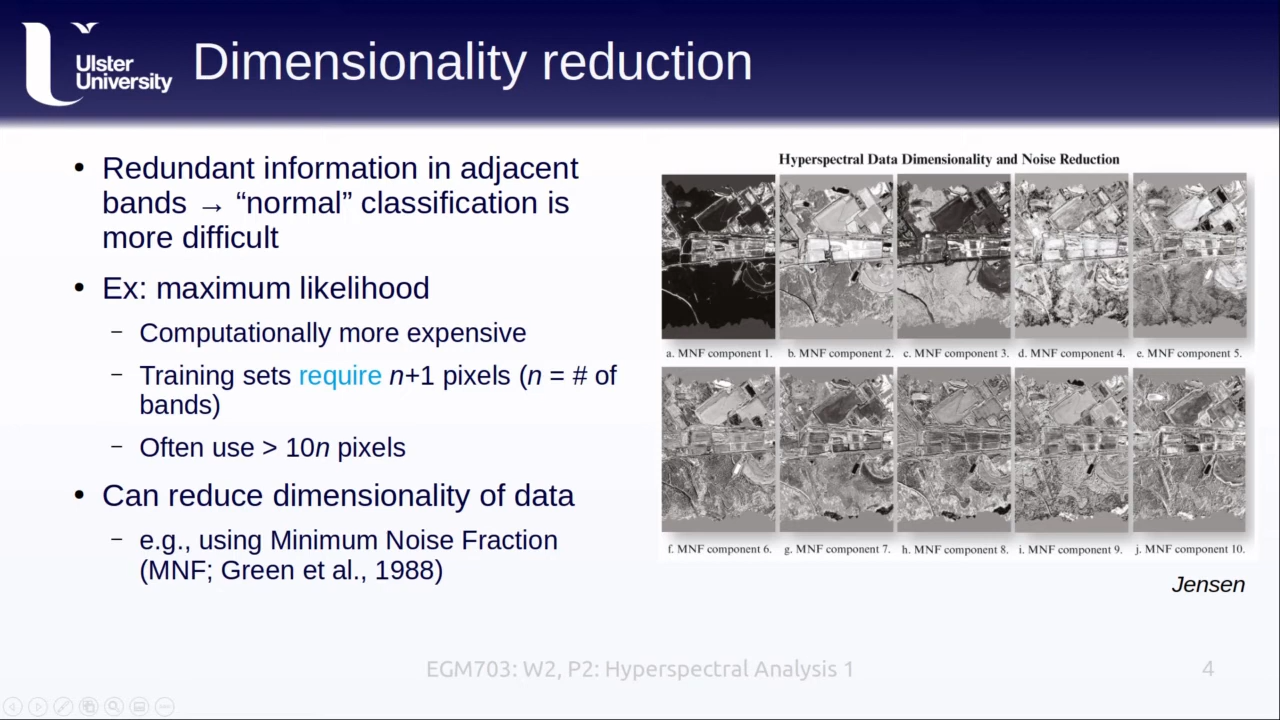 Ulster
University
Dimensionality reduction
• Redundant information in adjacent
bands → “normal” classification is
more difficult
• Ex: maximum likelihood
– Computationally more expensive
– Training sets require n+1 pixels (n = # of
bands)
– Often use > 10n pixels
• Can reduce dimensionality of data
– e.g., using Minimum Noise Fraction
(MNF; Green et al., 1988)
Hyperspectral Data Dimensionality and Noise Reduction
a. MNF component 1. b. MNF component 2. c. MNF component 3. d. MNF component 4. e. MNF component 5.
f. MNF component 6. g. MNF component 7. h. MNF component 8. i. MNF component 9. j. MNF component 10.
Jensen
EGM703: W2, P2: Hyperspectral Analysis 1
4